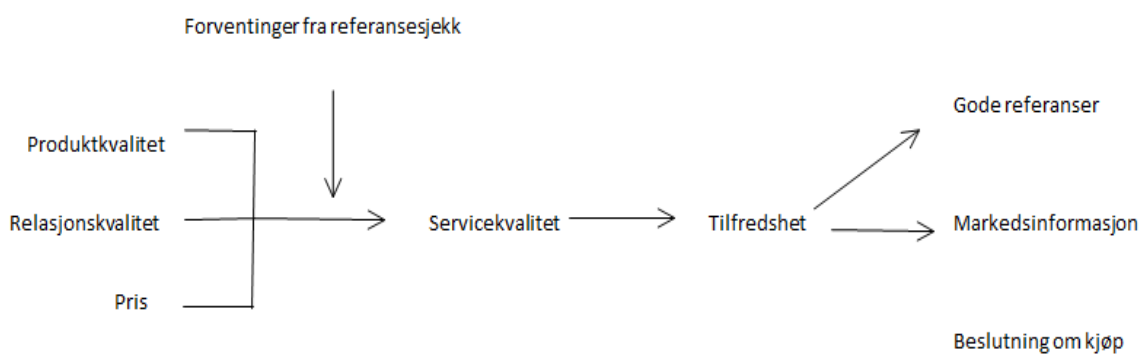 Forventinger fra referansesjekk
Gode referanser
Produktkvalitet
Relasjonskvalitet
Servicekvalitet
Tilfredshet
Markedsinformasjon
Pris
Beslutning om kjøp